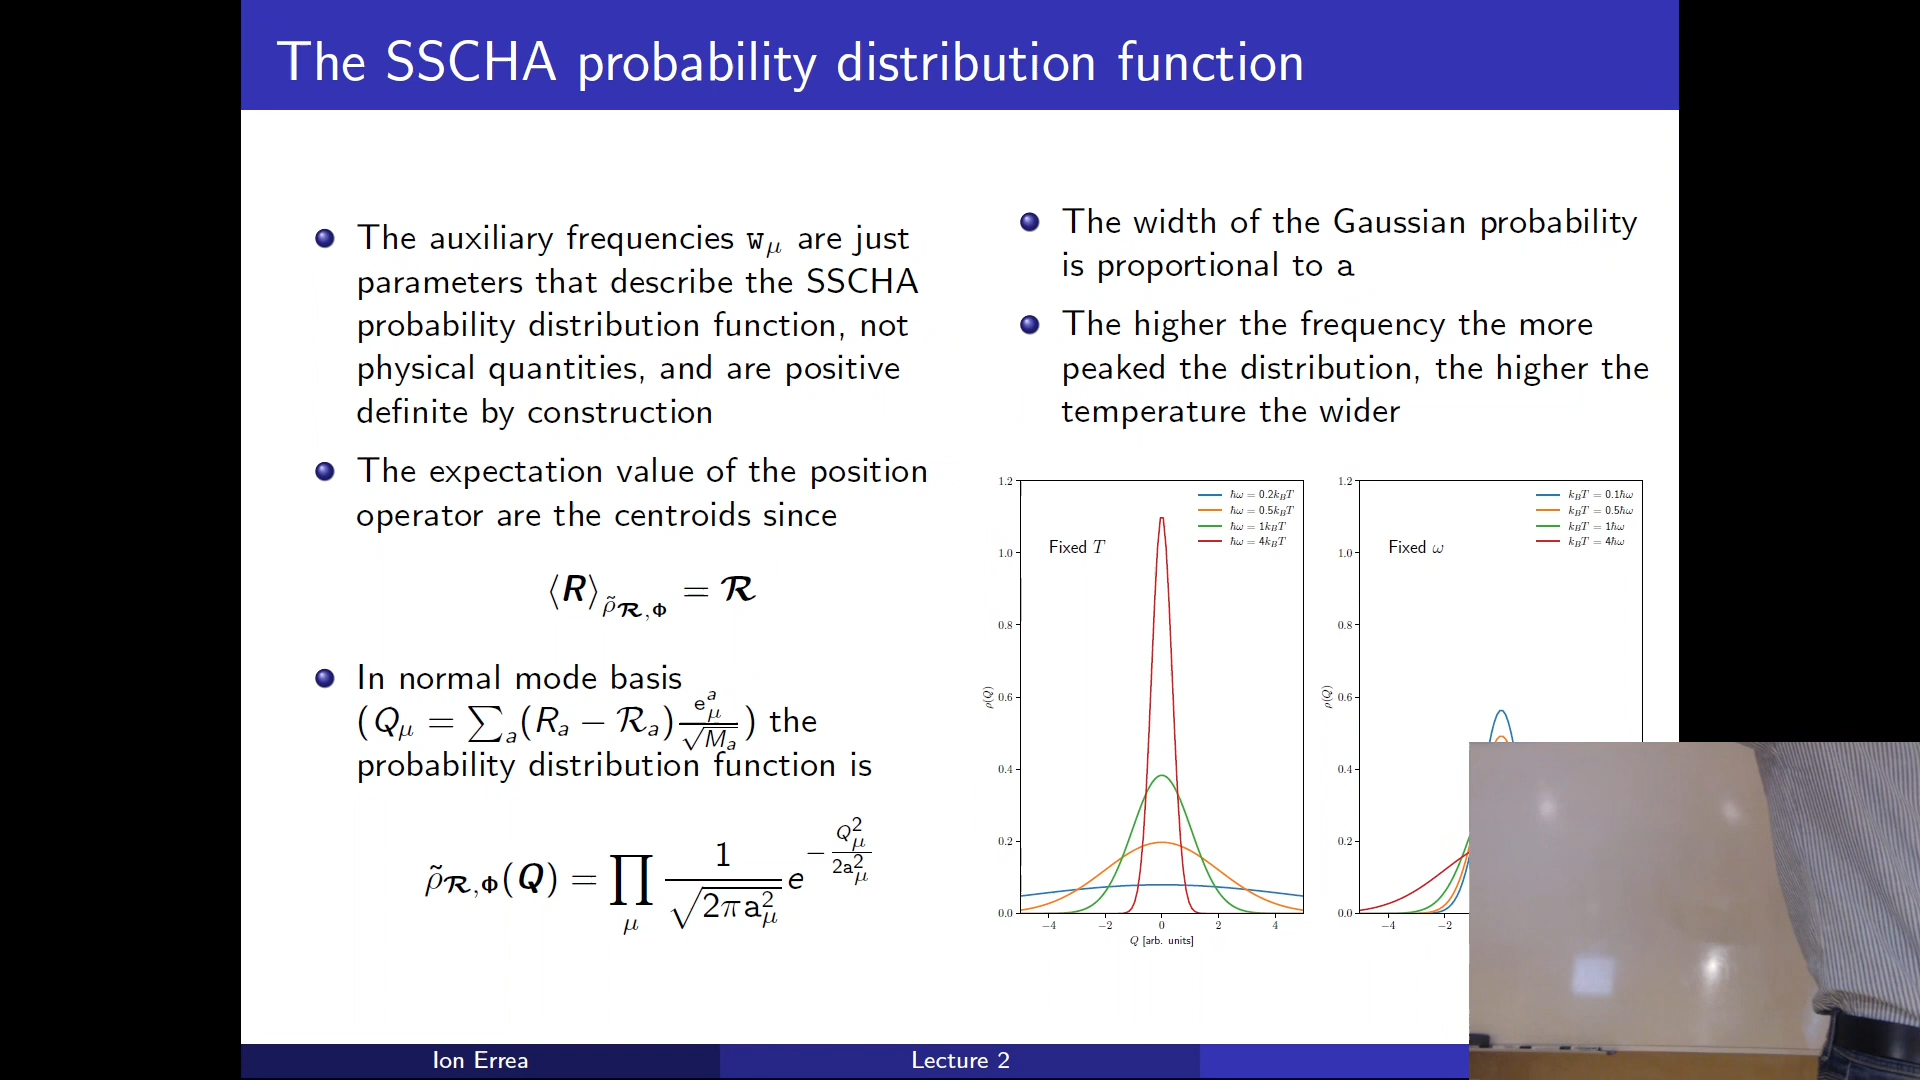 The SSCHA probability distribution function
The auxiliary frequencies w_μ are just
parameters that describe the SSCHA
probability distribution function, not
physical quantities, and are positive
definite by construction
The expectation value of the position
operator are the centroids since
⟨R⟩_ρ̃_𝓡,Φ = 𝓡
In normal mode basis
(Q_μ = ∑_a (R_a − 𝓡_a) e^a_μ / √M_a) the
probability distribution function is
ρ̃_𝓡,Φ(Q) = ∏_μ 1/√(2πa²_μ) e^(−Q²_μ / 2a²_μ)
The width of the Gaussian probability
is proportional to a
The higher the frequency the more
peaked the distribution, the higher the
temperature the wider
1.2
1.0
0.8
0.6
0.4
0.2
0.0
ρ(Q)
Fixed T
ħω = 0.2k_BT
ħω = 0.5k_BT
ħω = 1k_BT
ħω = 4k_BT
−4 −2 0 2 4
Q [arb. units]
1.2
1.0
0.8
0.6
0.4
0.2
0.0
ρ(Q)
Fixed ω
k_BT = 0.1ħω
k_BT = 0.5ħω
k_BT = 1ħω
k_BT = 4ħω
−4 −2
Ion Errea
Lecture 2